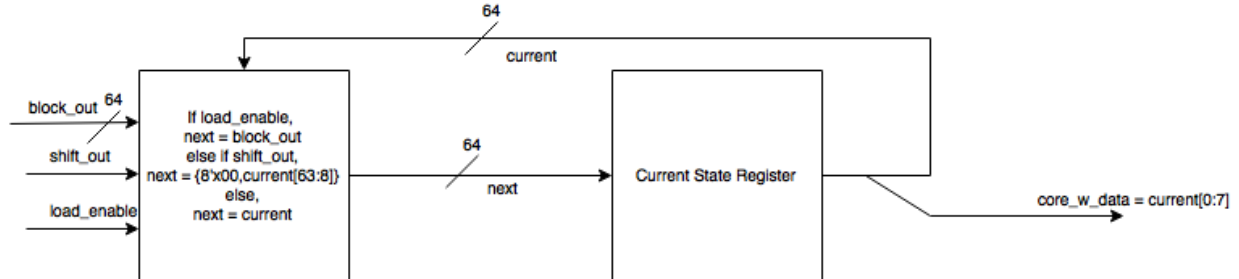 64
current
block_out
64
shift_out
load_enable
If load_enable,
next = block_out
else if shift_out,
next = {8'x00,current[63:8]}
else,
next = current
64
next
Current State Register
core_w_data = current[0:7]